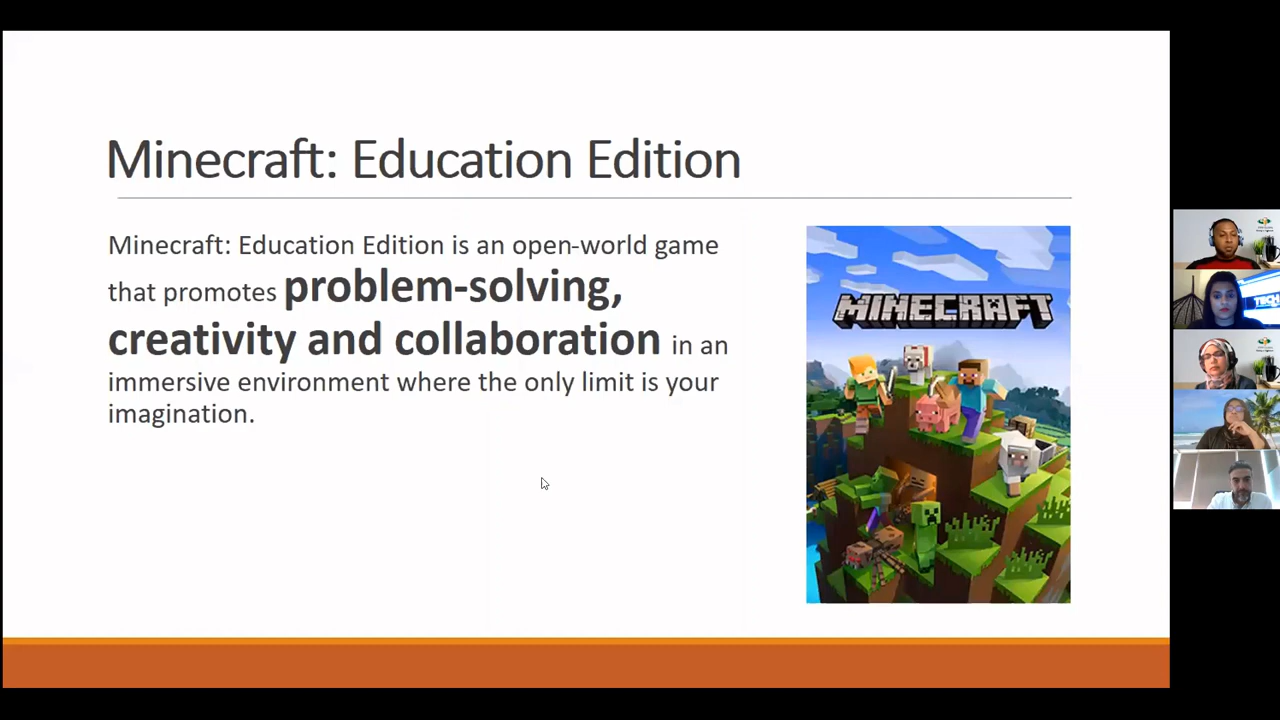 Minecraft: Education Edition
Minecraft: Education Edition is an open-world game
that promotes problem-solving,
creativity and collaboration in an
immersive environment where the only limit is your
imagination.
MINECRAFT
TECH